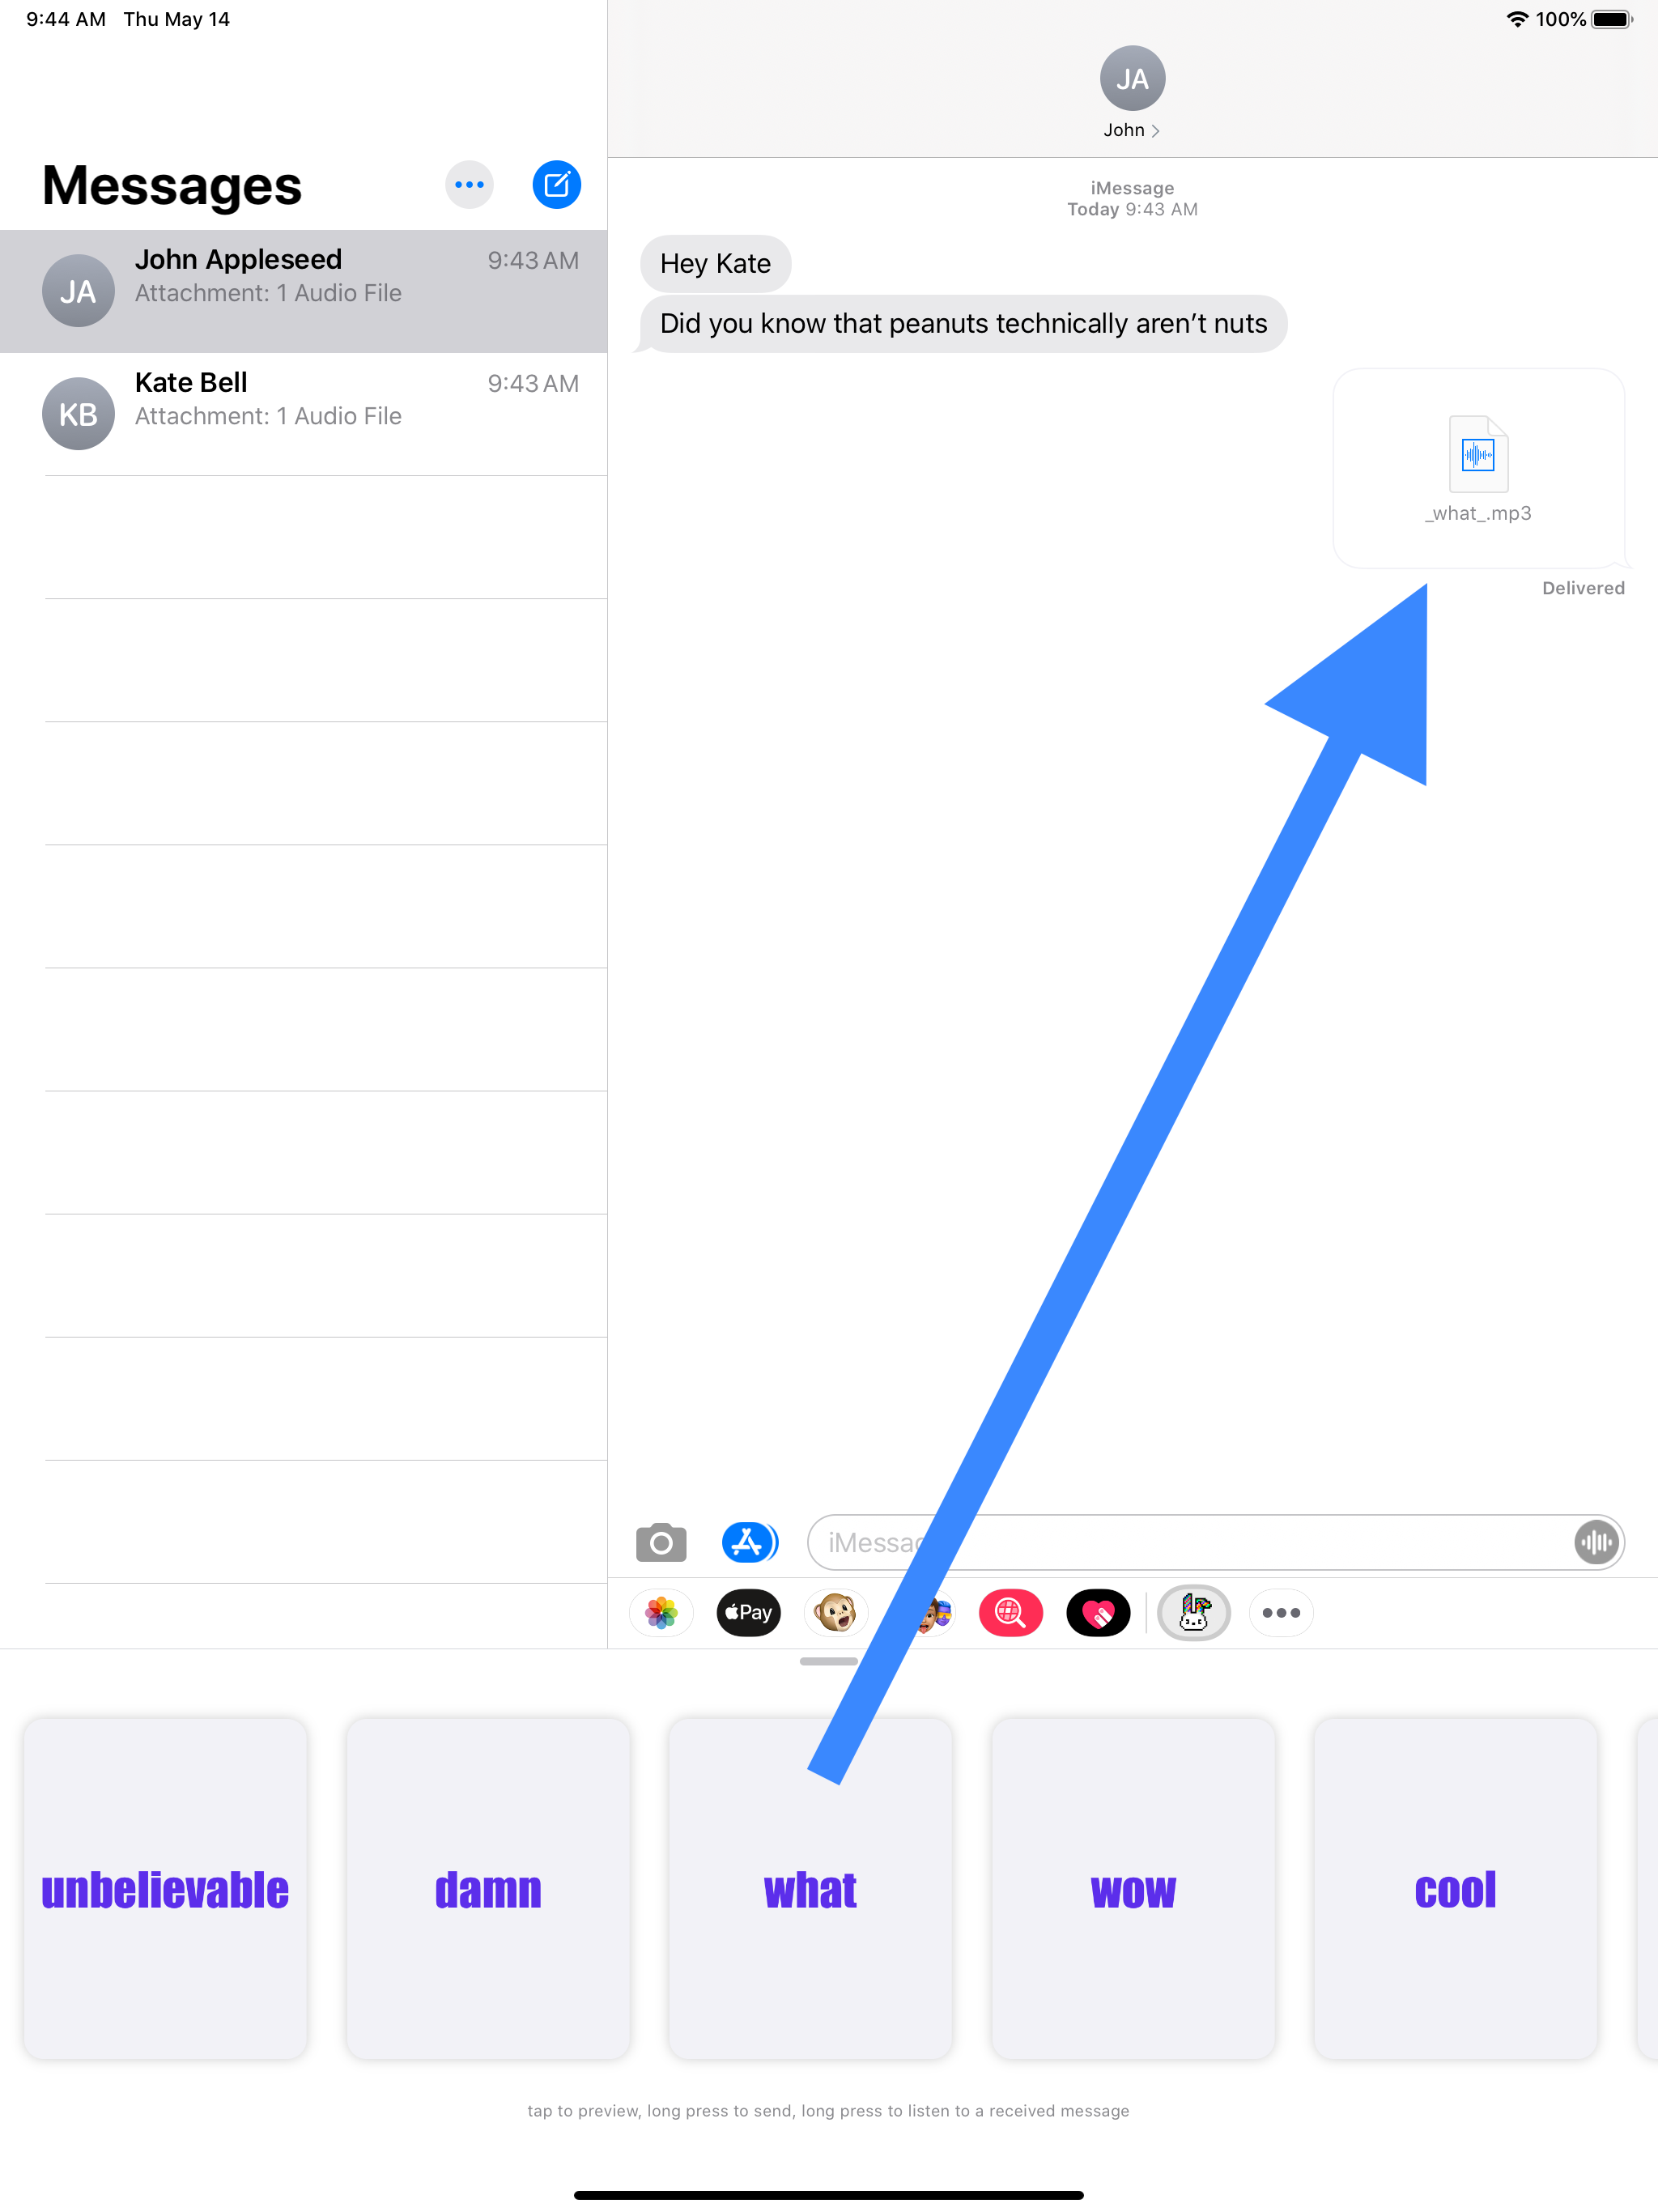 9:44 AM Thu May 14
100%
Messages
John Appleseed 9:43 AM
Attachment: 1 Audio File
JA
Kate Bell 9:43 AM
Attachment: 1 Audio File
KB
JA
John
iMessage
Today 9:43 AM
Hey Kate
Did you know that peanuts technically aren’t nuts
_what_.mp3
Delivered
Pay
unbelievable
damn
what
wow
cool
tap to preview, long press to send, long press to listen to a received message